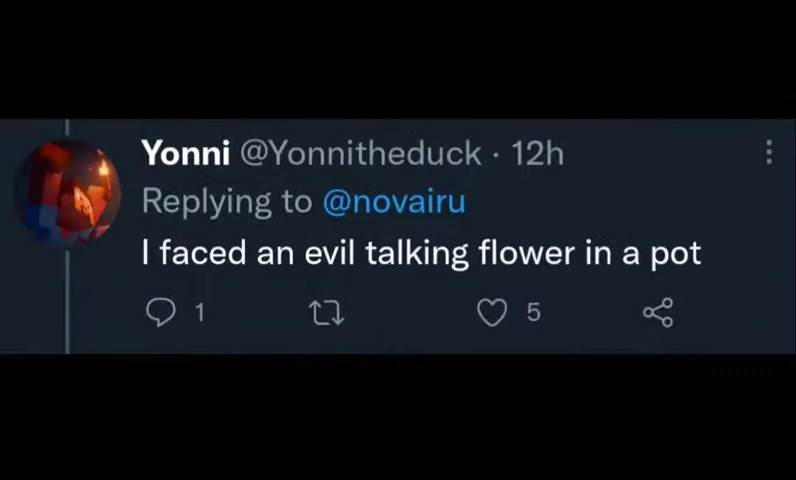 Yonni @Yonnitheduck · 12h
Replying to @novairu
I faced an evil talking flower in a pot
1 5